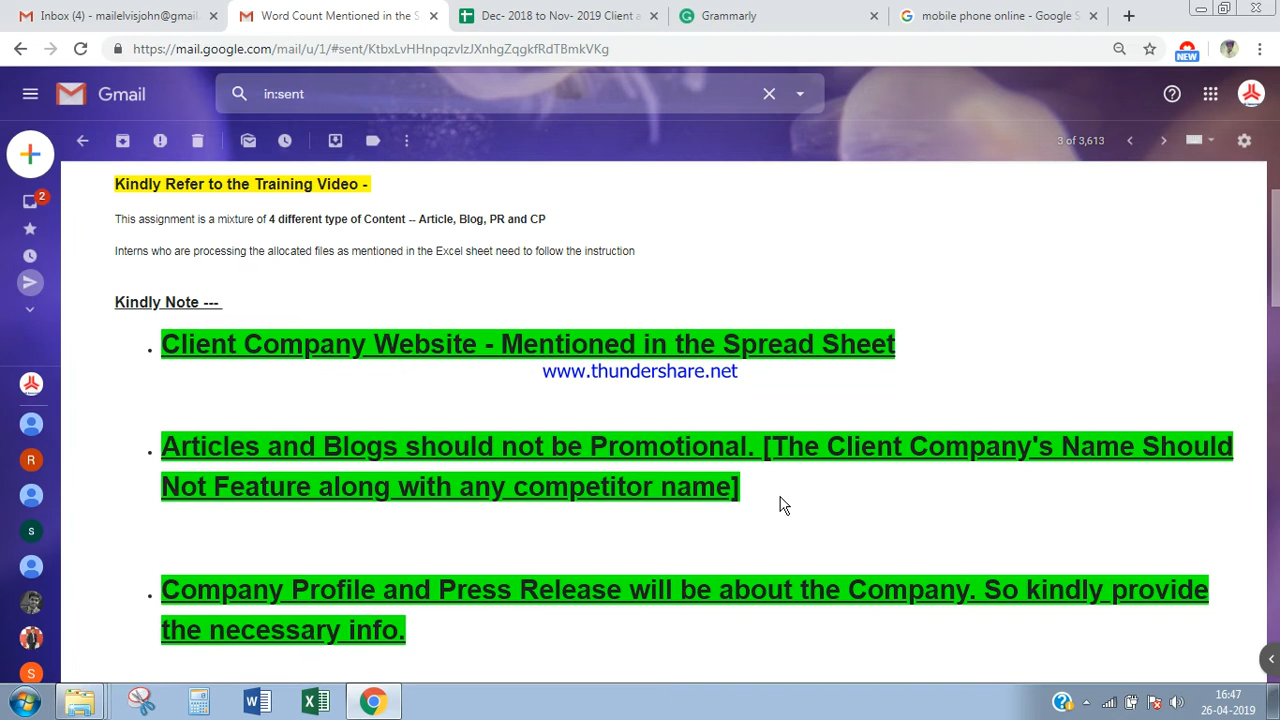 Inbox (4) - mailelvisjohn@gmail.
Word Count Mentioned in the S
Dec- 2018 to Nov- 2019 Client a
Grammarly
mobile phone online - Google S
https://mail.google.com/mail/u/1/#sent/KtbxLvHHnpqzvlzJXnhgZqgkfRdTBmkVKg
NEW
Gmail
in:sent
3 of 3,613
2
Kindly Refer to the Training Video -
This assignment is a mixture of 4 different type of Content -- Article, Blog, PR and CP
Interns who are processing the allocated files as mentioned in the Excel sheet need to follow the instruction
Kindly Note ---
Client Company Website - Mentioned in the Spread Sheet
www.thundershare.net
Articles and Blogs should not be Promotional. [The Client Company's Name Should
Not Feature along with any competitor name]
R
S
Company Profile and Press Release will be about the Company. So kindly provide
the necessary info.
S
16:47
26-04-2019